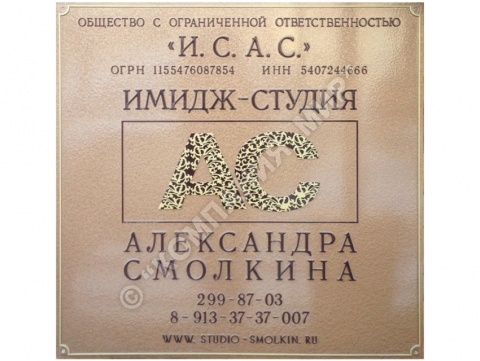 ОБЩЕСТВО С ОГРАНИЧЕННОЙ ОТВЕТСТВЕННОСТЬЮ
«И.С.А.С.»
ОГРН 1155476087854 ИНН 5407244666
ИМИДЖ-СТУДИЯ
АС
АЛЕКСАНДРА
СМОЛКИНА
299-87-03
8-913-37-37-007
WWW.STUDIO-SMOLKIN.RU
© "КОМПАНИЯ МИР"